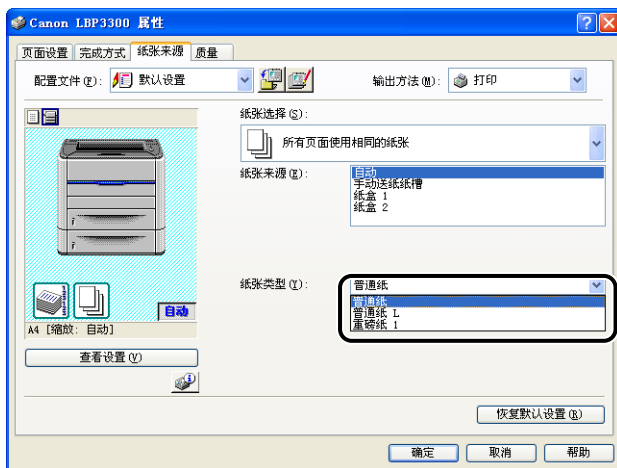 Canon LBP3300 属性
页面设置 完成方式 纸张来源 质量
配置文件(F): 默认设置 输出方法(M): 打印
纸张选择(S):
所有页面使用相同的纸张
纸张来源(E): 自动
手动送纸纸槽
纸盒 1
纸盒 2
纸张类型(Y): 普通纸
普通纸
普通纸 L
重磅纸 1
自动
A4 [缩放: 自动]
查看设置(V)
恢复默认设置(R)
确定 取消 帮助